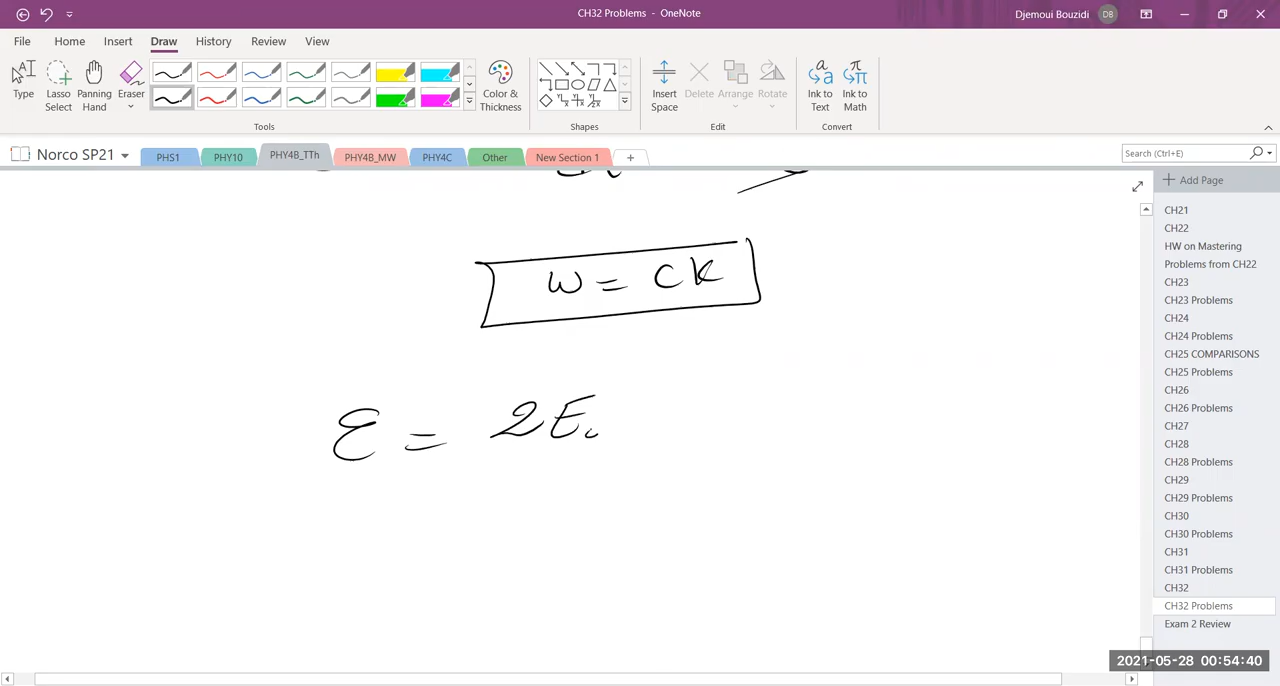 CH32 Problems - OneNote
Djemoui Bouzidi DB
File Home Insert Draw History Review View
Type Lasso Select Panning Hand Eraser Color & Thickness Insert Space Delete Arrange Rotate Ink to Text Ink to Math
Tools Shapes Edit Convert
Norco SP21 PHS1 PHY10 PHY4B_TTh PHY4B_MW PHY4C Other New Section 1 Search (Ctrl+E)
Add Page
CH21
CH22
HW on Mastering
Problems from CH22
CH23
CH23 Problems
CH24
CH24 Problems
CH25 COMPARISONS
CH25 Problems
CH26
CH26 Problems
CH27
CH28
CH28 Problems
CH29
CH29 Problems
CH30
CH30 Problems
CH31
CH31 Problems
CH32
CH32 Problems
Exam 2 Review
ω = ck
ℰ = 2E
2021-05-28 00:54:40